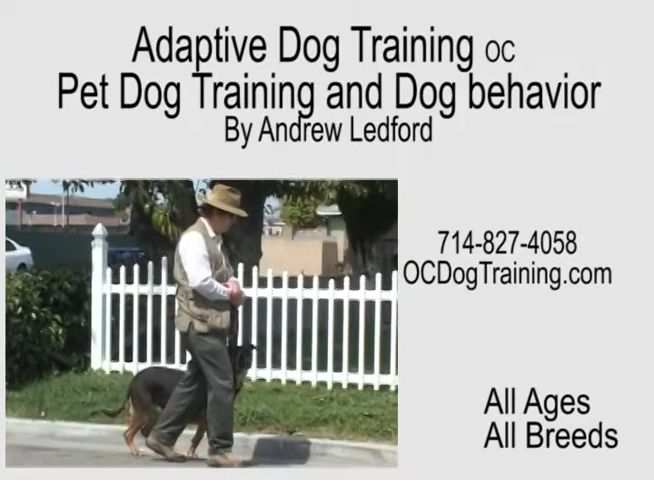 Adaptive Dog Training OC
Pet Dog Training and Dog behavior
By Andrew Ledford
714-827-4058
OCDogTraining.com
All Ages
All Breeds